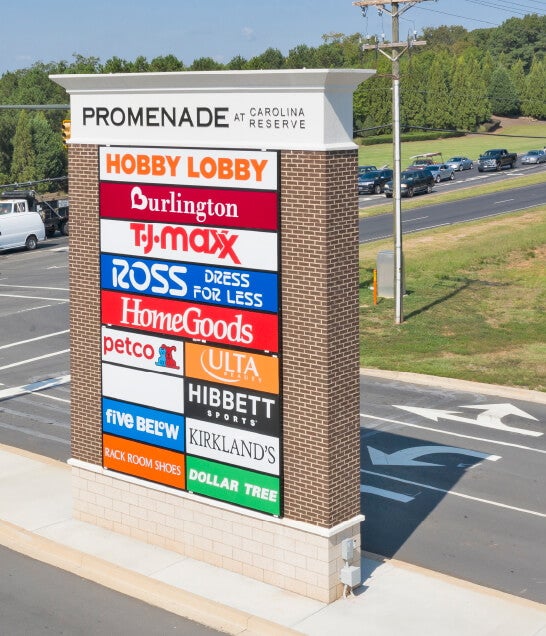 PROMENADE AT CAROLINA
RESERVE
HOBBY LOBBY
Burlington
T·J·maxx
ROSS DRESS
FOR LESS
HomeGoods
petco
ULTA
BEAUTY
HIBBETT
SPORTS
five BELOW
KIRKLAND'S
RACK ROOM SHOES
DOLLAR TREE